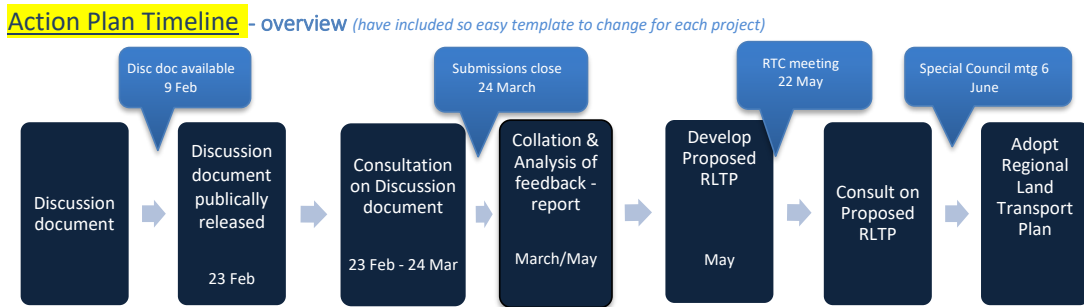 Action Plan Timeline - overview (have included so easy template to change for each project)
Disc doc available
9 Feb
Submissions close
24 March
RTC meeting
22 May
Special Council mtg 6
June
Discussion
document
Discussion
document
publically
released
23 Feb
Consultation
on Discussion
document
23 Feb - 24 Mar
Collation &
Analysis of
feedback -
report
March/May
Develop
Proposed
RLTP
May
Consult on
Proposed
RLTP
Adopt
Regional
Land
Transport
Plan